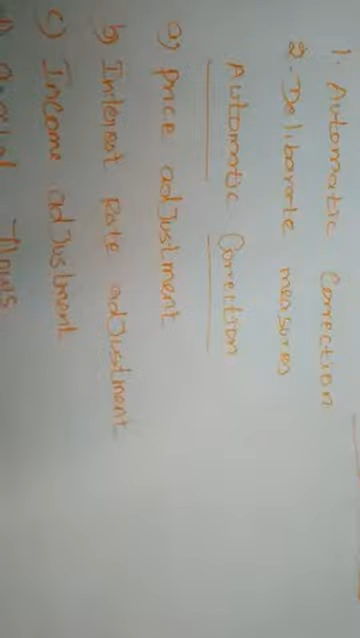 1. Automatic Correction
2. Deliberate measures
Automatic Correction
a) price adjustment
b) Interest Rate adjustment
c) Income adjustment